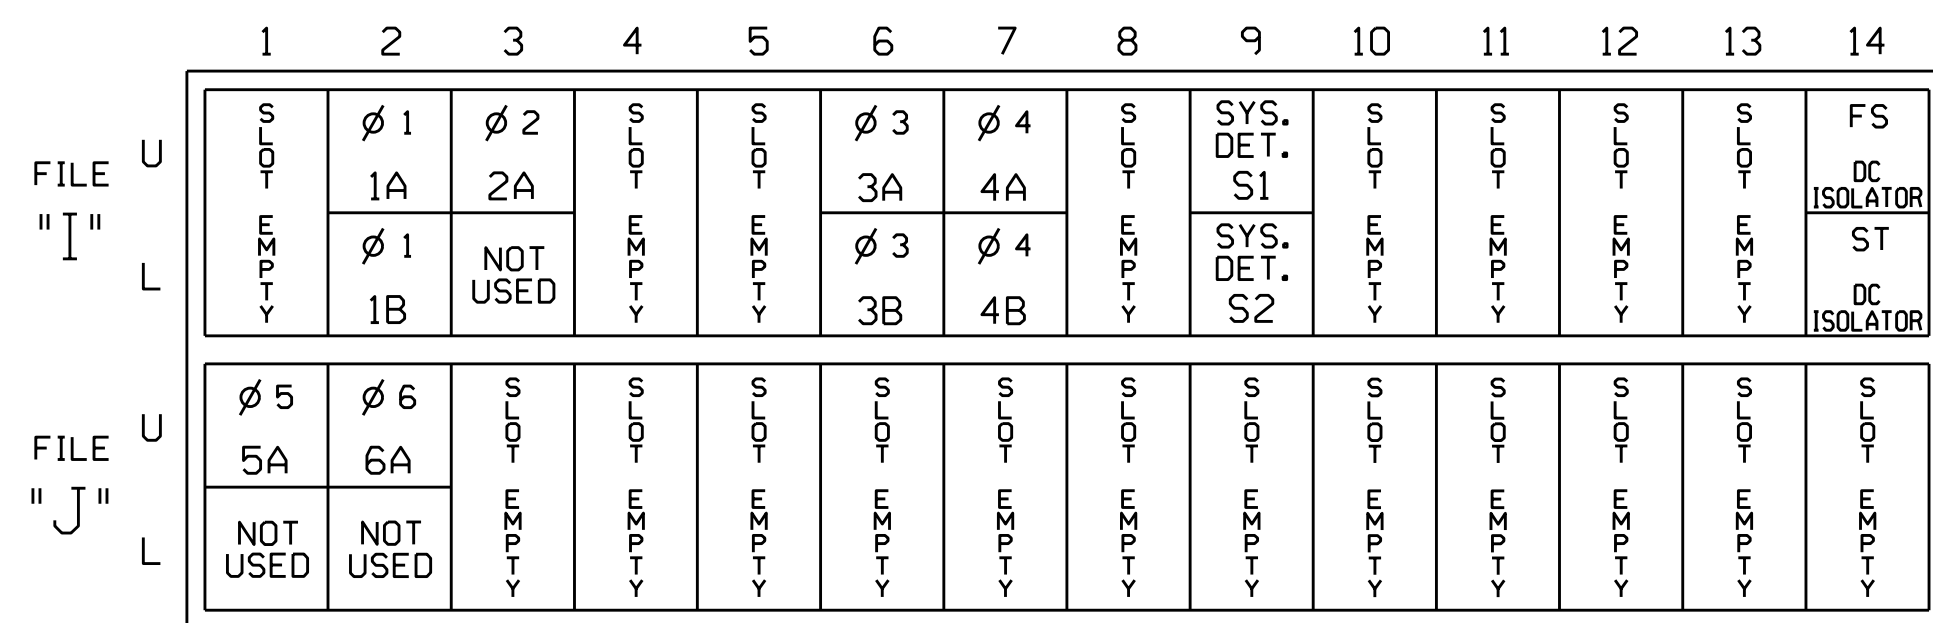 1 2 3 4 5 6 7 8 9 10 11 12 13 14
FILE "I"
U
SLOT EMPTY
Ø 1
1A
Ø 2
2A
SLOT EMPTY
SLOT EMPTY
Ø 3
3A
Ø 4
4A
SLOT EMPTY
SYS.
DET.
S1
SLOT EMPTY
SLOT EMPTY
SLOT EMPTY
SLOT EMPTY
FS
DC
ISOLATOR
L
Ø 1
1B
NOT
USED
Ø 3
3B
Ø 4
4B
SYS.
DET.
S2
ST
DC
ISOLATOR
FILE "J"
U
Ø 5
5A
Ø 6
6A
SLOT EMPTY
SLOT EMPTY
SLOT EMPTY
SLOT EMPTY
SLOT EMPTY
SLOT EMPTY
SLOT EMPTY
SLOT EMPTY
SLOT EMPTY
SLOT EMPTY
SLOT EMPTY
SLOT EMPTY
L
NOT
USED
NOT
USED